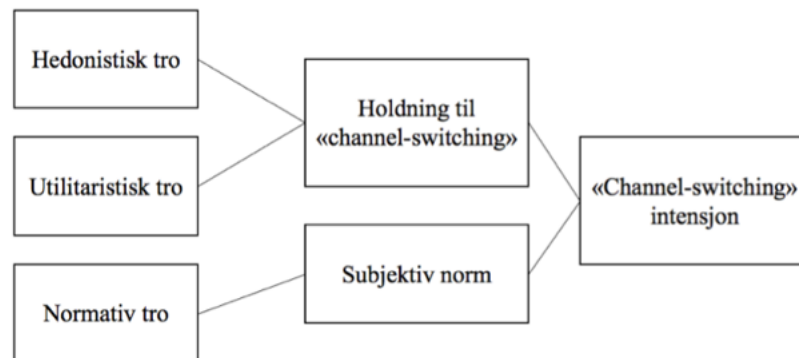 Hedonistisk tro
Utilitaristisk tro
Normativ tro
Holdning til
«channel-switching»
Subjektiv norm
«Channel-switching»
intensjon